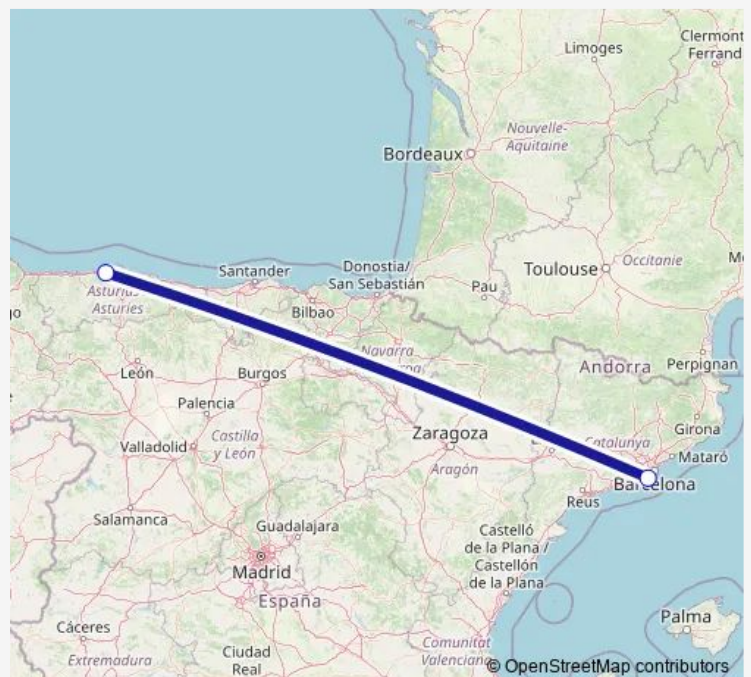 Clermont
Ferrand
Limoges
Nouvelle-
Aquitaine
Bordeaux
Toulouse
Occitanie
Santander
Donostia/
San Sebastián
Pau
Asturias
Asturies
Bilbao
Navarra
Andorra
Perpignan
León
Burgos
Palencia
Girona
Zaragoza
Catalunya
Castilla
y León
Valladolid
Mataró
Aragón
Barcelona
Reus
Salamanca
Guadalajara
Castelló
de la Plana /
Castellón
de la Plana
Madrid
España
Palma
Cáceres
Comunitat
Valenciana
Ciudad
Real
Extremadura
© OpenStreetMap contributors